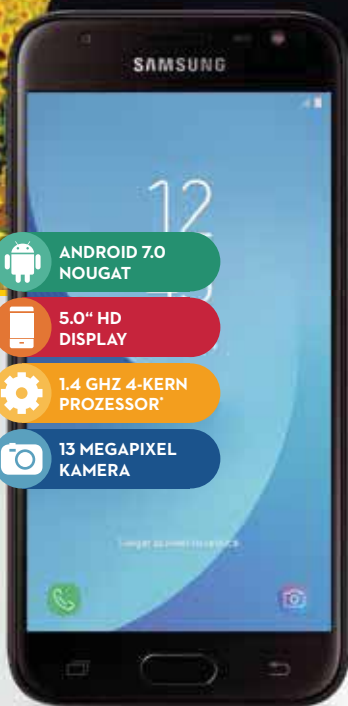 SAMSUNG
12
ANDROID 7.0
NOUGAT
5.0“ HD
DISPLAY
1.4 GHZ 4-KERN
PROZESSOR*
13 MEGAPIXEL
KAMERA